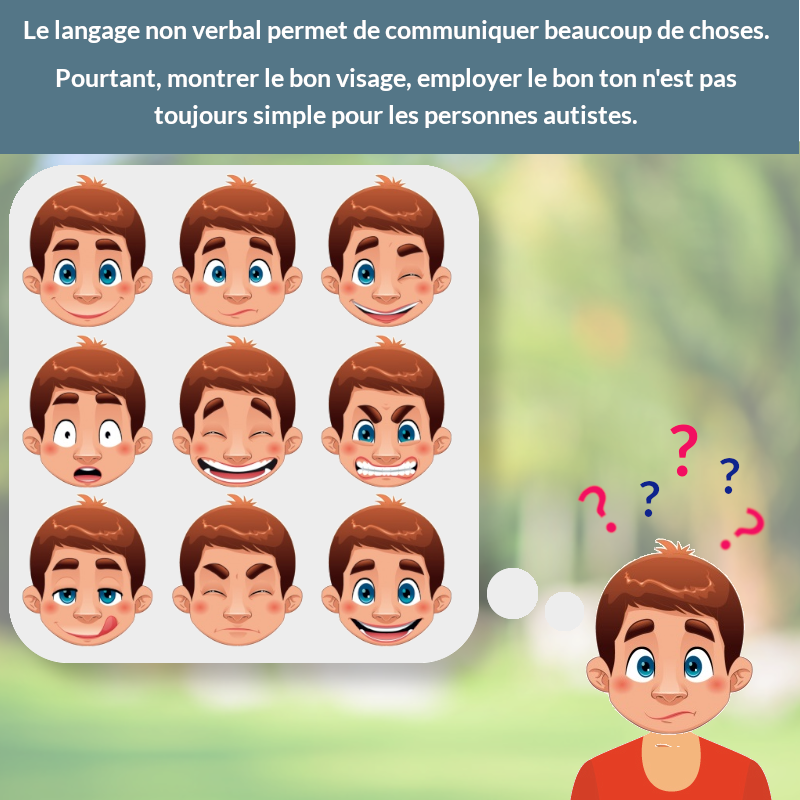 Le langage non verbal permet de communiquer beaucoup de choses.
Pourtant, montrer le bon visage, employer le bon ton n'est pas
toujours simple pour les personnes autistes.
?
?
?
?
?